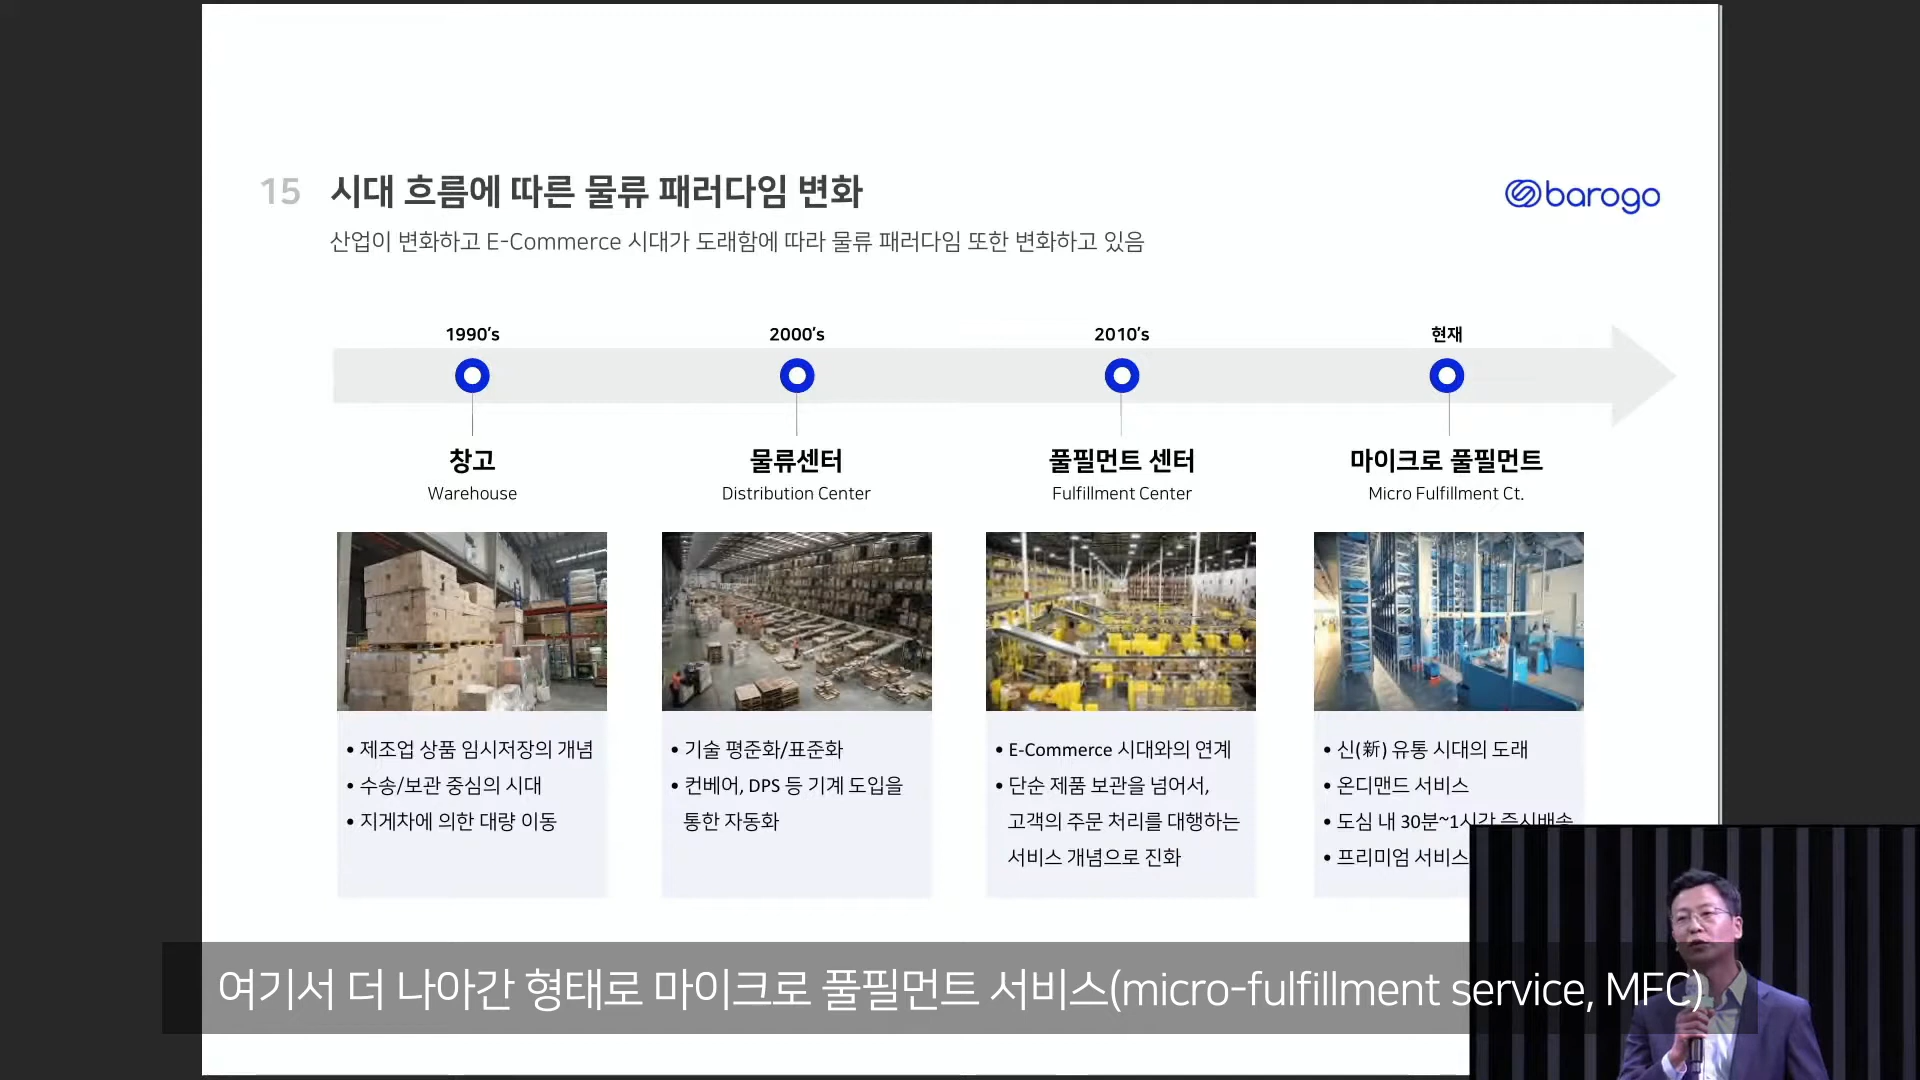 15 시대 흐름에 따른 물류 패러다임 변화
barogo
산업이 변화하고 E-Commerce 시대가 도래함에 따라 물류 패러다임 또한 변화하고 있음
1990's
2000's
2010's
현재
창고
Warehouse
물류센터
Distribution Center
풀필먼트 센터
Fulfillment Center
마이크로 풀필먼트
Micro Fulfillment Ct.
• 제조업 상품 임시저장의 개념
• 수송/보관 중심의 시대
• 지게차에 의한 대량 이동
• 기술 평준화/표준화
• 컨베어, DPS 등 기계 도입을
통한 자동화
• E-Commerce 시대와의 연계
• 단순 제품 보관을 넘어서,
고객의 주문 처리를 대행하는
서비스 개념으로 진화
• 신(新) 유통 시대의 도래
• 온디맨드 서비스
• 도심 내 30분~1시간 즉시배송
• 프리미엄 서비스
여기서 더 나아간 형태로 마이크로 풀필먼트 서비스(micro-fulfillment service, MFC)